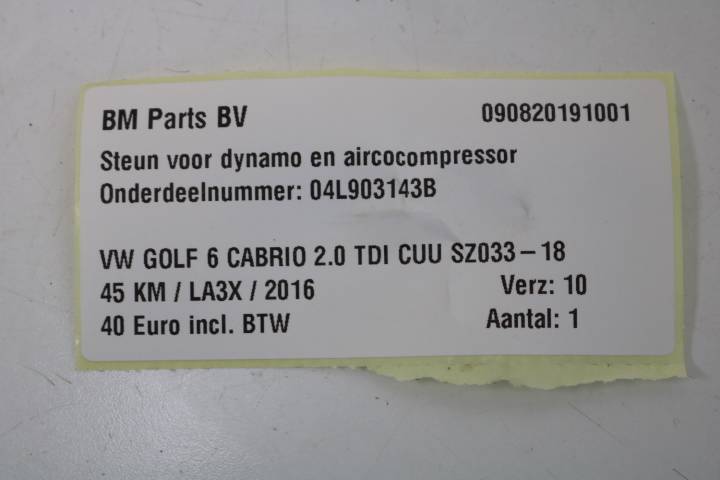 BM Parts BV 090820191001
Steun voor dynamo en aircocompressor
Onderdeelnummer: 04L903143B
VW GOLF 6 CABRIO 2.0 TDI CUU SZ033-18
45 KM / LA3X / 2016 Verz: 10
40 Euro incl. BTW Aantal: 1